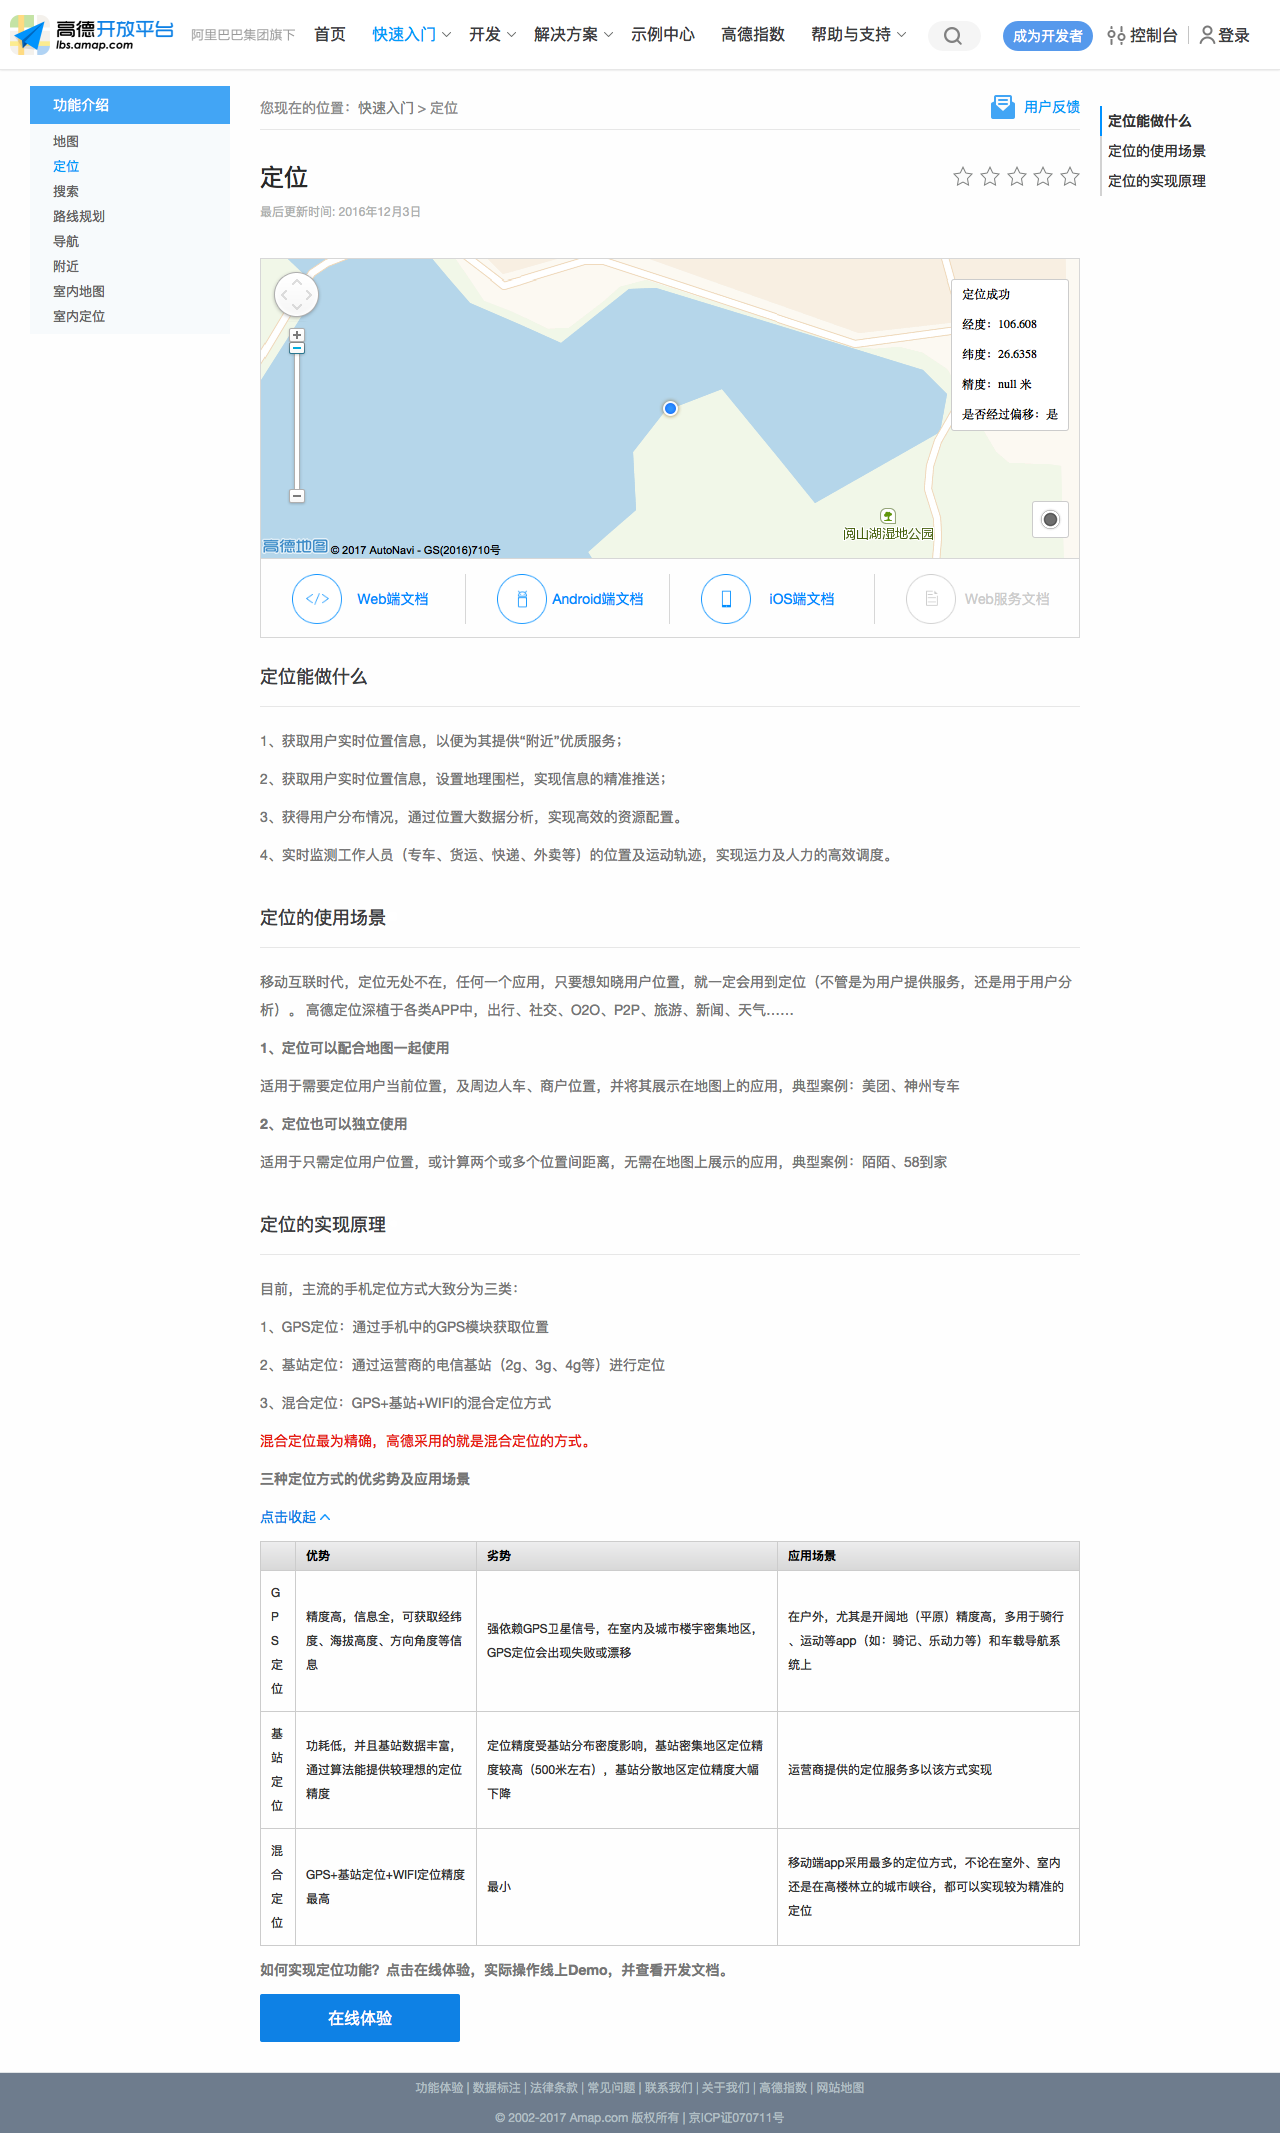 高德开放平台
lbs.amap.com
阿里巴巴集团旗下
首页
快速入门
开发
解决方案
示例中心
高德指数
帮助与支持
成为开发者
控制台
登录
功能介绍
地图
定位
搜索
路线规划
导航
附近
室内地图
室内定位
您现在的位置：快速入门 > 定位
用户反馈
定位能做什么
定位的使用场景
定位的实现原理
定位
最后更新时间: 2016年12月3日
定位成功
经度：106.608
纬度：26.6358
精度：null 米
是否经过偏移：是
阅山湖湿地公园
高德地图 © 2017 AutoNavi - GS(2016)710号
</> Web端文档
Android端文档
iOS端文档
Web服务文档
定位能做什么
1、获取用户实时位置信息，以便为其提供“附近”优质服务；
2、获取用户实时位置信息，设置地理围栏，实现信息的精准推送；
3、获得用户分布情况，通过位置大数据分析，实现高效的资源配置。
4、实时监测工作人员（专车、货运、快递、外卖等）的位置及运动轨迹，实现运力及人力的高效调度。
定位的使用场景
移动互联时代，定位无处不在，任何一个应用，只要想知晓用户位置，就一定会用到定位（不管是为用户提供服务，还是用于用户分
析）。 高德定位深植于各类APP中，出行、社交、O2O、P2P、旅游、新闻、天气……
1、定位可以配合地图一起使用
适用于需要定位用户当前位置，及周边人车、商户位置，并将其展示在地图上的应用，典型案例：美团、神州专车
2、定位也可以独立使用
适用于只需定位用户位置，或计算两个或多个位置间距离，无需在地图上展示的应用，典型案例：陌陌、58到家
定位的实现原理
目前，主流的手机定位方式大致分为三类：
1、GPS定位：通过手机中的GPS模块获取位置
2、基站定位：通过运营商的电信基站（2g、3g、4g等）进行定位
3、混合定位：GPS+基站+WIFI的混合定位方式
混合定位最为精确，高德采用的就是混合定位的方式。
三种定位方式的优劣势及应用场景
点击收起
优势
劣势
应用场景
G
P
S
定
位
精度高，信息全，可获取经纬
度、海拔高度、方向角度等信
息
强依赖GPS卫星信号，在室内及城市楼宇密集地区，
GPS定位会出现失败或漂移
在户外，尤其是开阔地（平原）精度高，多用于骑行
、运动等app（如：骑记、乐动力等）和车载导航系
统上
基
站
定
位
功耗低，并且基站数据丰富，
通过算法能提供较理想的定位
精度
定位精度受基站分布密度影响，基站密集地区定位精
度较高（500米左右），基站分散地区定位精度大幅
下降
运营商提供的定位服务多以该方式实现
混
合
定
位
GPS+基站定位+WIFI定位精度
最高
最小
移动端app采用最多的定位方式，不论在室外、室内
还是在高楼林立的城市峡谷，都可以实现较为精准的
定位
如何实现定位功能？点击在线体验，实际操作线上Demo，并查看开发文档。
在线体验
功能体验 | 数据标注 | 法律条款 | 常见问题 | 联系我们 | 关于我们 | 高德指数 | 网站地图
© 2002-2017 Amap.com 版权所有 | 京ICP证070711号